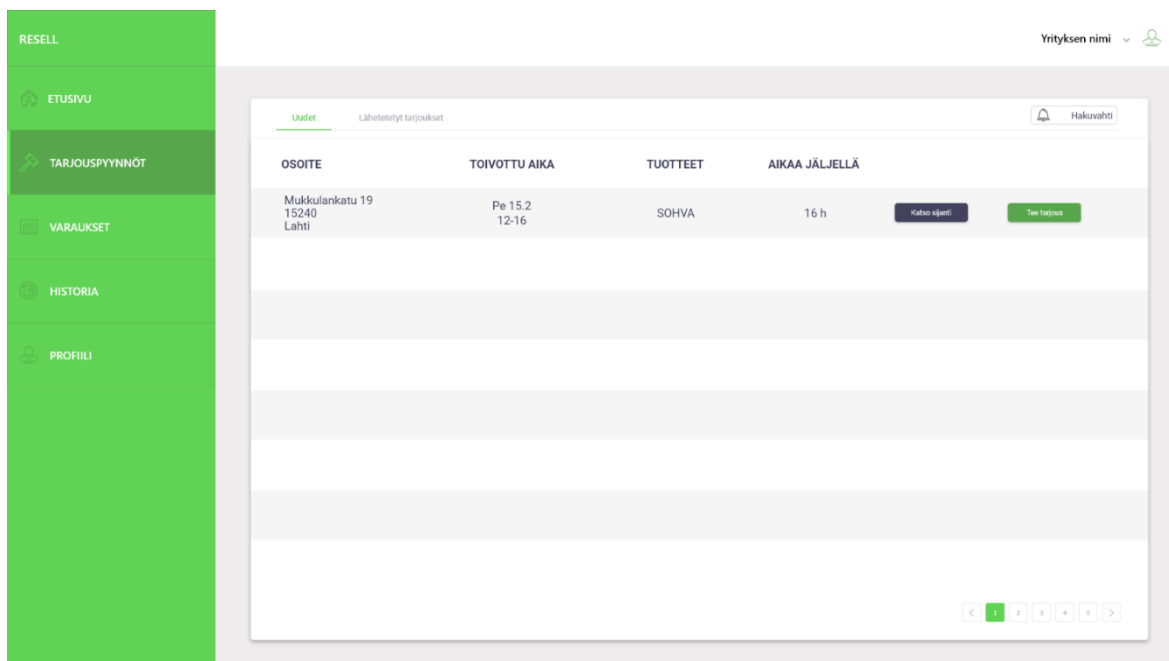 RESELL
Yrityksen nimi
ETUSIVU
TARJOUSPYYNNÖT
VARAUKSET
HISTORIA
PROFIILI
Uudet Lähetetetyt tarjoukset Hakuvahti
OSOITE TOIVOTTU AIKA TUOTTEET AIKAA JÄLJELLÄ
Mukkulankatu 19
15240
Lahti
Pe 15.2
12-16
SOHVA 16 h Katso sijanti Tee tarjous
< 1 2 3 4 5 >